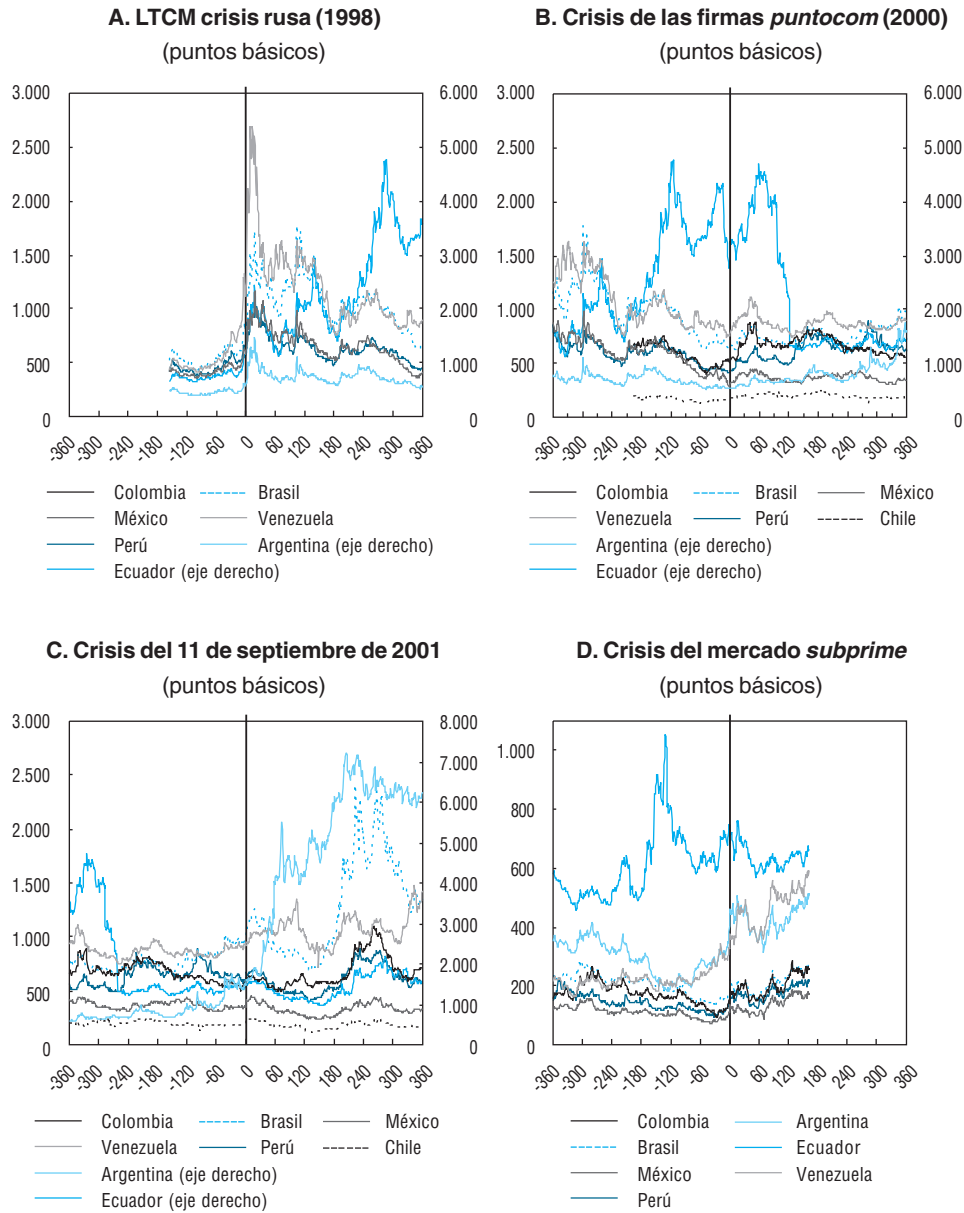 A. LTCM crisis rusa (1998)
(puntos básicos)
3.000 6.000
2.500 5.000
2.000 4.000
1.500 3.000
1.000 2.000
500 1.000
0 0
-360 -300 -240 -180 -120 -60 0 60 120 180 240 300 360
Colombia Brasil
México Venezuela
Perú Argentina (eje derecho)
Ecuador (eje derecho)
B. Crisis de las firmas puntocom (2000)
(puntos básicos)
3.000 6.000
2.500 5.000
2.000 4.000
1.500 3.000
1.000 2.000
500 1.000
0 0
-360 -300 -240 -180 -120 -60 0 60 120 180 240 300 360
Colombia Brasil México
Venezuela Perú Chile
Argentina (eje derecho)
Ecuador (eje derecho)
C. Crisis del 11 de septiembre de 2001
(puntos básicos)
3.000 8.000
2.500 7.000
2.000 6.000
1.500 5.000
1.000 4.000
500 3.000
0 2.000
1.000
0
-360 -300 -240 -180 -120 -60 0 60 120 180 240 300 360
Colombia Brasil México
Venezuela Perú Chile
Argentina (eje derecho)
Ecuador (eje derecho)
D. Crisis del mercado subprime
(puntos básicos)
1.000
800
600
400
200
0
-360 -300 -240 -180 -120 -60 0 60 120 180 240 300 360
Colombia Argentina
Brasil Ecuador
México Venezuela
Perú